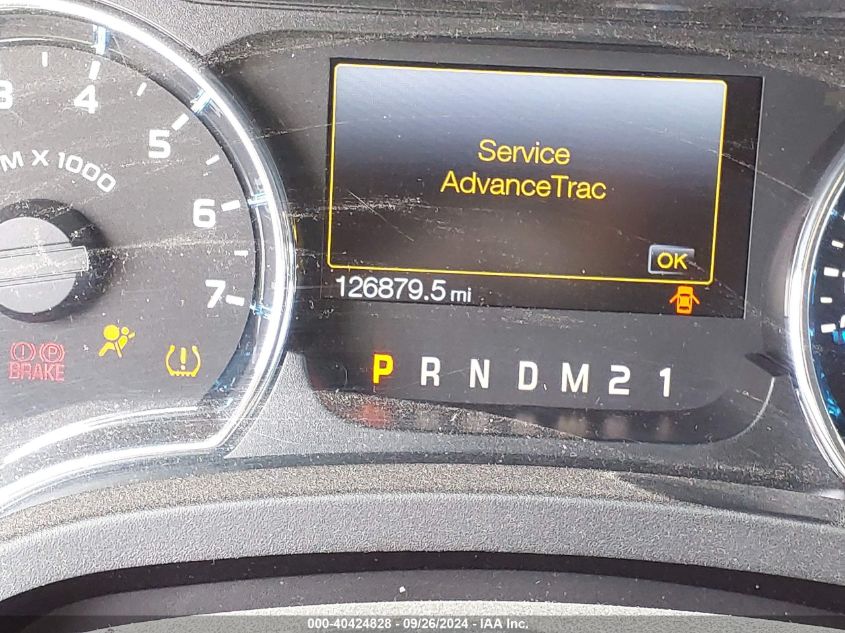 3 4
5
M X 1000
6
7
Service
AdvanceTrac
OK
126879.5 mi
BRAKE
P R N D M 2 1
000-40424828 - 09/26/2024 - IAA Inc.